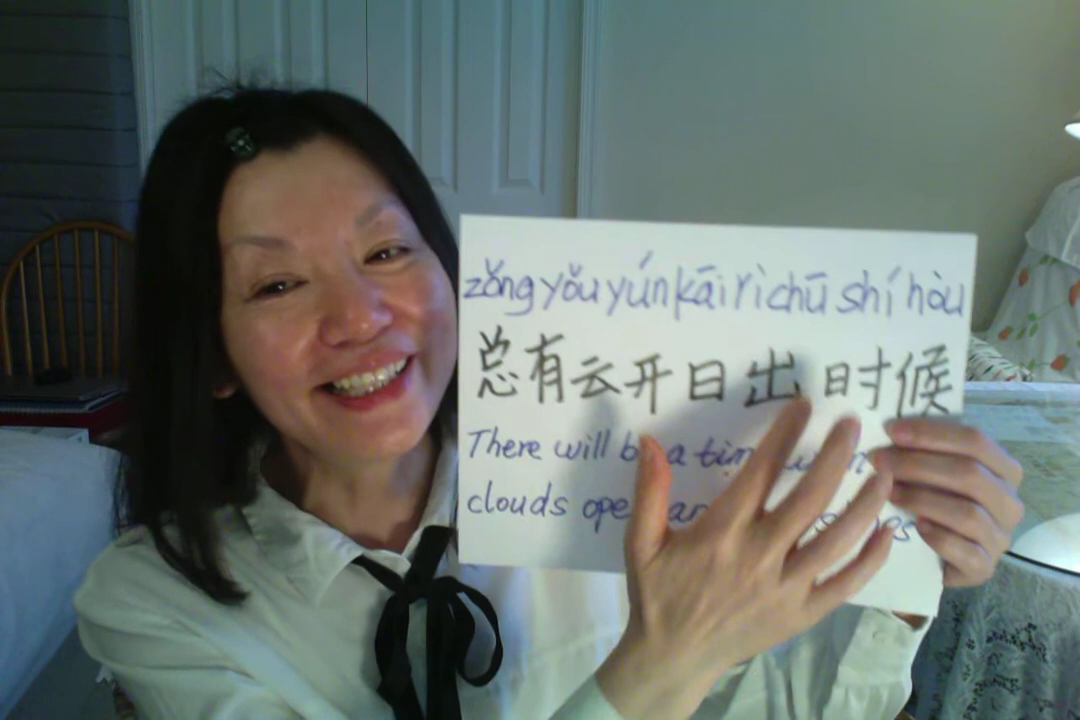 zǒng yǒu yún kāi rì chū shí hòu
总有云开日出时候
There will b a tim
clouds ope